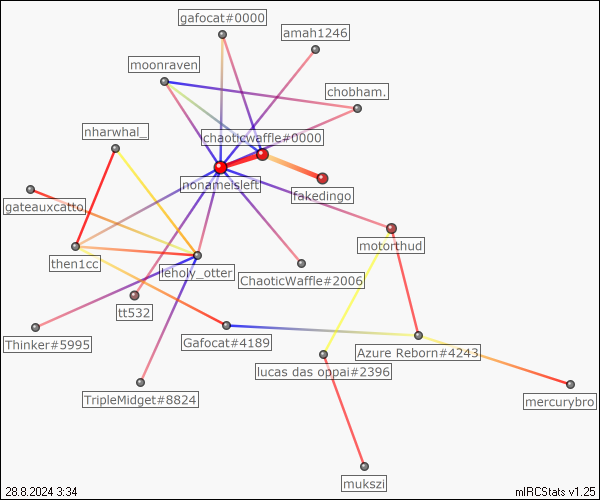 gafocat#0000
amah1246
moonraven
chobham.
nharwhal_
chaoticwaffle#0000
nonameisleft
fakedingo
gateauxcatto
motorthud
then1cc
leholy_otter
ChaoticWaffle#2006
tt532
Thinker#5995
Gafocat#4189
Azure Reborn#4243
lucas das oppai#2396
TripleMidget#8824
mercurybro
mukszi
28.8.2024 3:34
mIRCStats v1.25